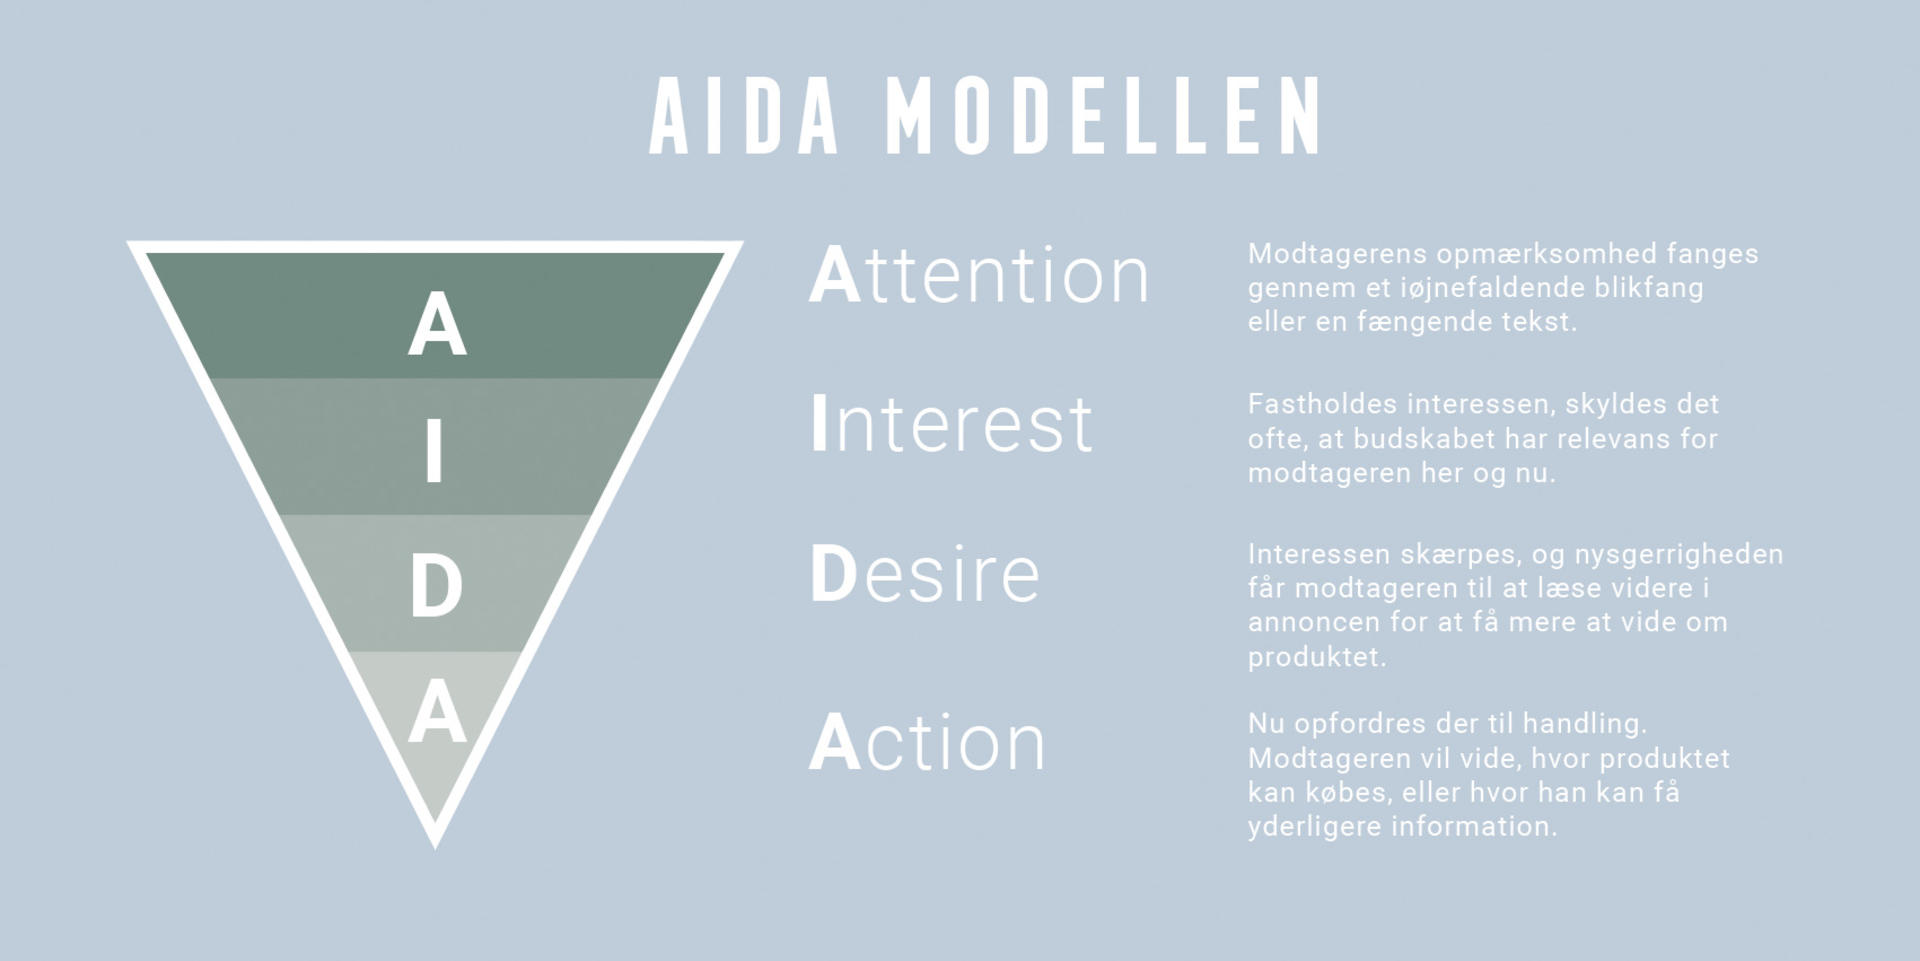 AIDA MODELLEN
A
I
D
A
Attention
Modtagerens opmærksomhed fanges
gennem et iøjnefaldende blikfang
eller en fængende tekst.
Interest
Fastholdes interessen, skyldes det
ofte, at budskabet har relevans for
modtageren her og nu.
Desire
Interessen skærpes, og nysgerrigheden
får modtageren til at læse videre i
annoncen for at få mere at vide om
produktet.
Action
Nu opfordres der til handling.
Modtageren vil vide, hvor produktet
kan købes, eller hvor han kan få
yderligere information.